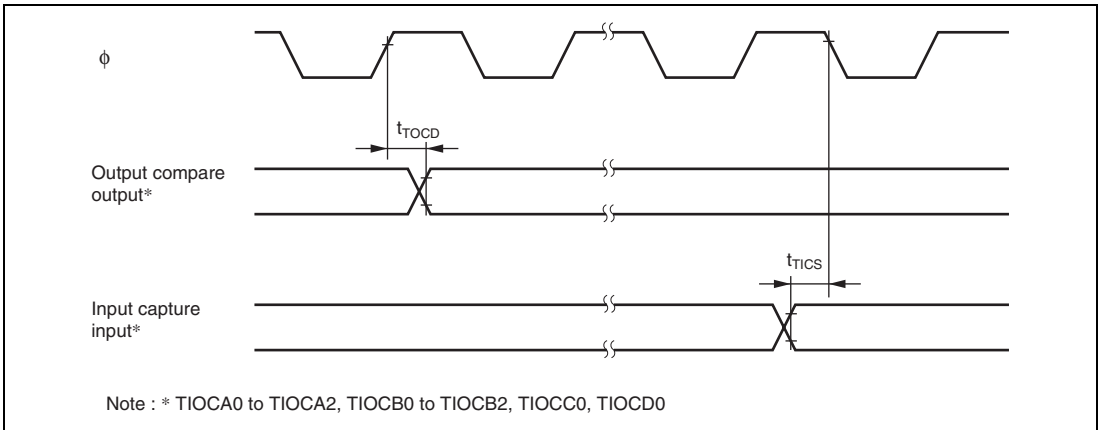 ϕ
tTOCD
Output compare
output*
tTICS
Input capture
input*
Note : * TIOCA0 to TIOCA2, TIOCB0 to TIOCB2, TIOCC0, TIOCD0